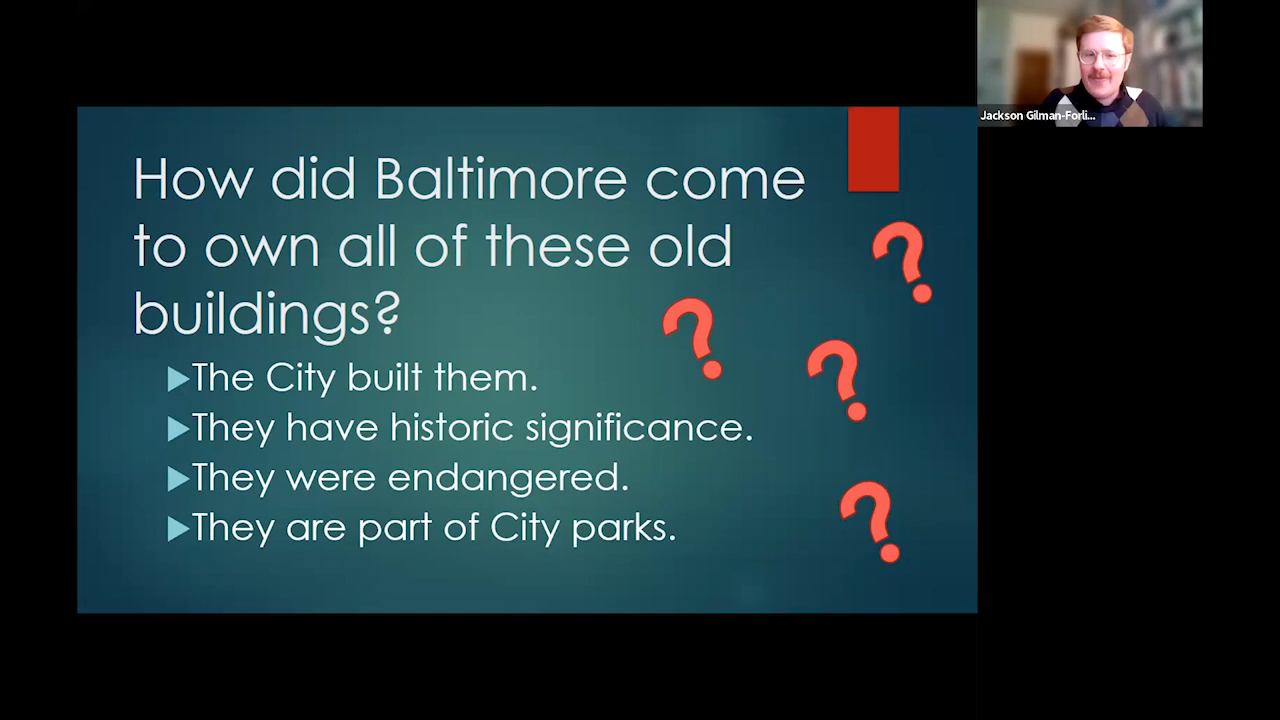 Jackson Gilman-Forli...
How did Baltimore come
to own all of these old
buildings?
The City built them.
They have historic significance.
They were endangered.
They are part of City parks.